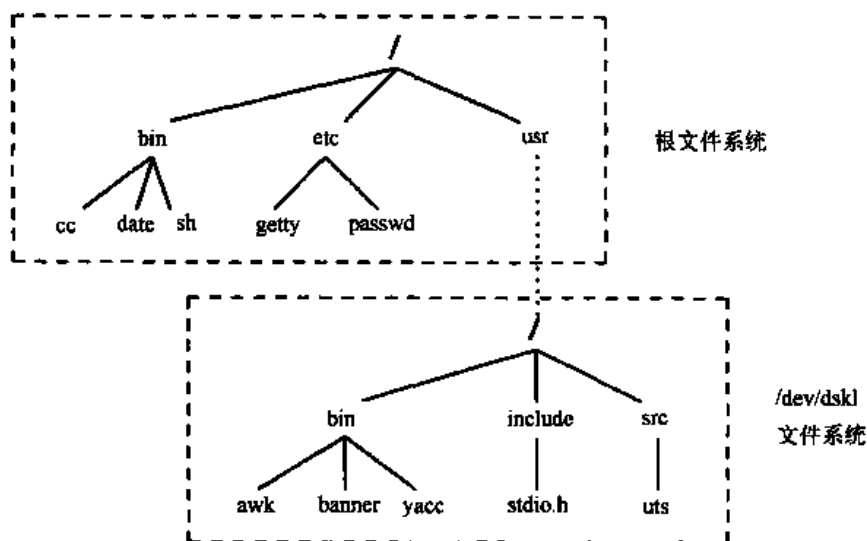 /
bin etc usr
根文件系统
cc date sh getty passwd
/
bin include src
/dev/dskl
文件系统
awk banner yacc stdio.h uts